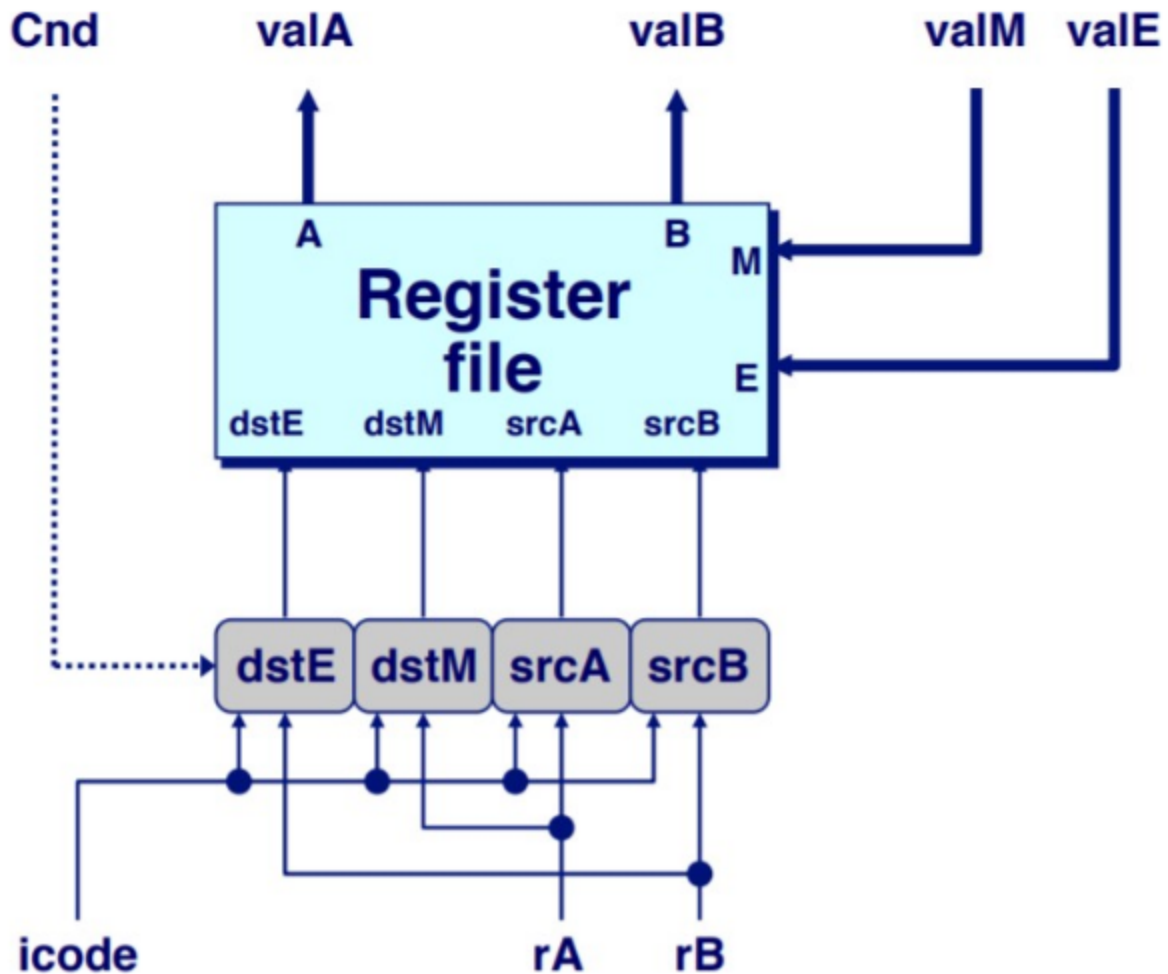 Cnd valA valB valM valE
A B
M
Register
file
E
dstE dstM srcA srcB
dstE dstM srcA srcB
icode rA rB